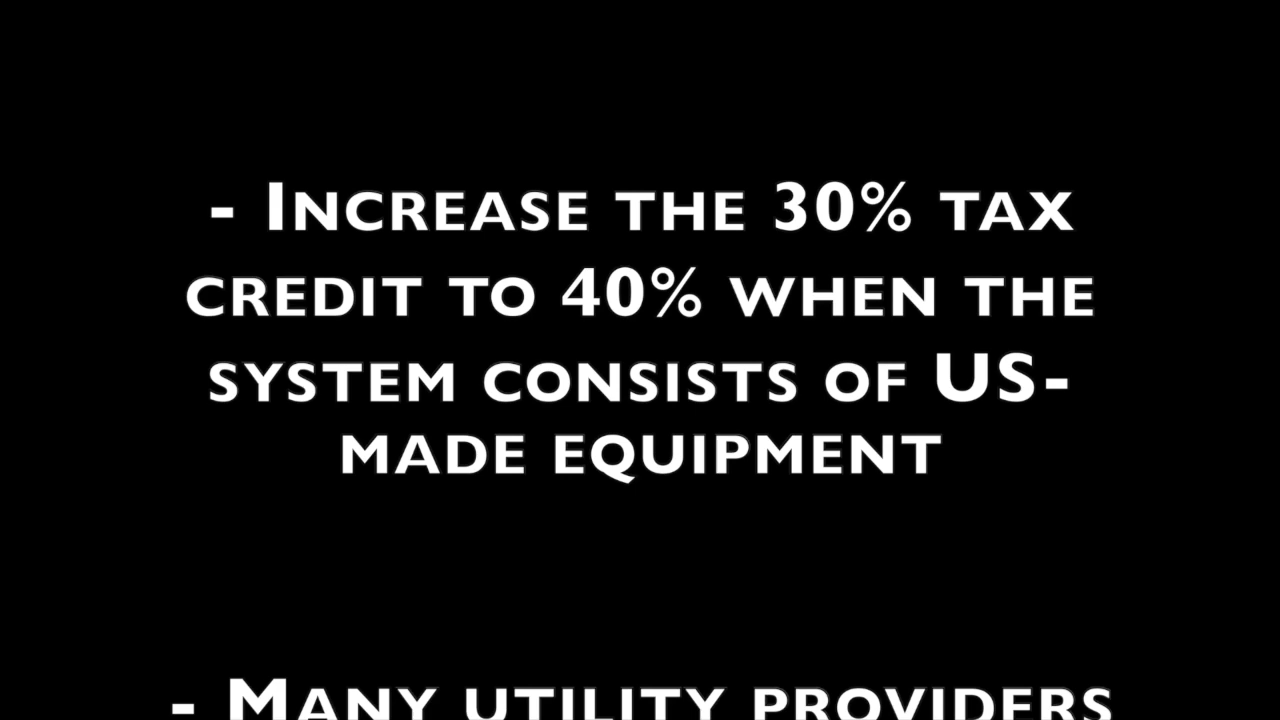 - Increase the 30% tax
credit to 40% when the
system consists of US-
made equipment
- Many utility providers